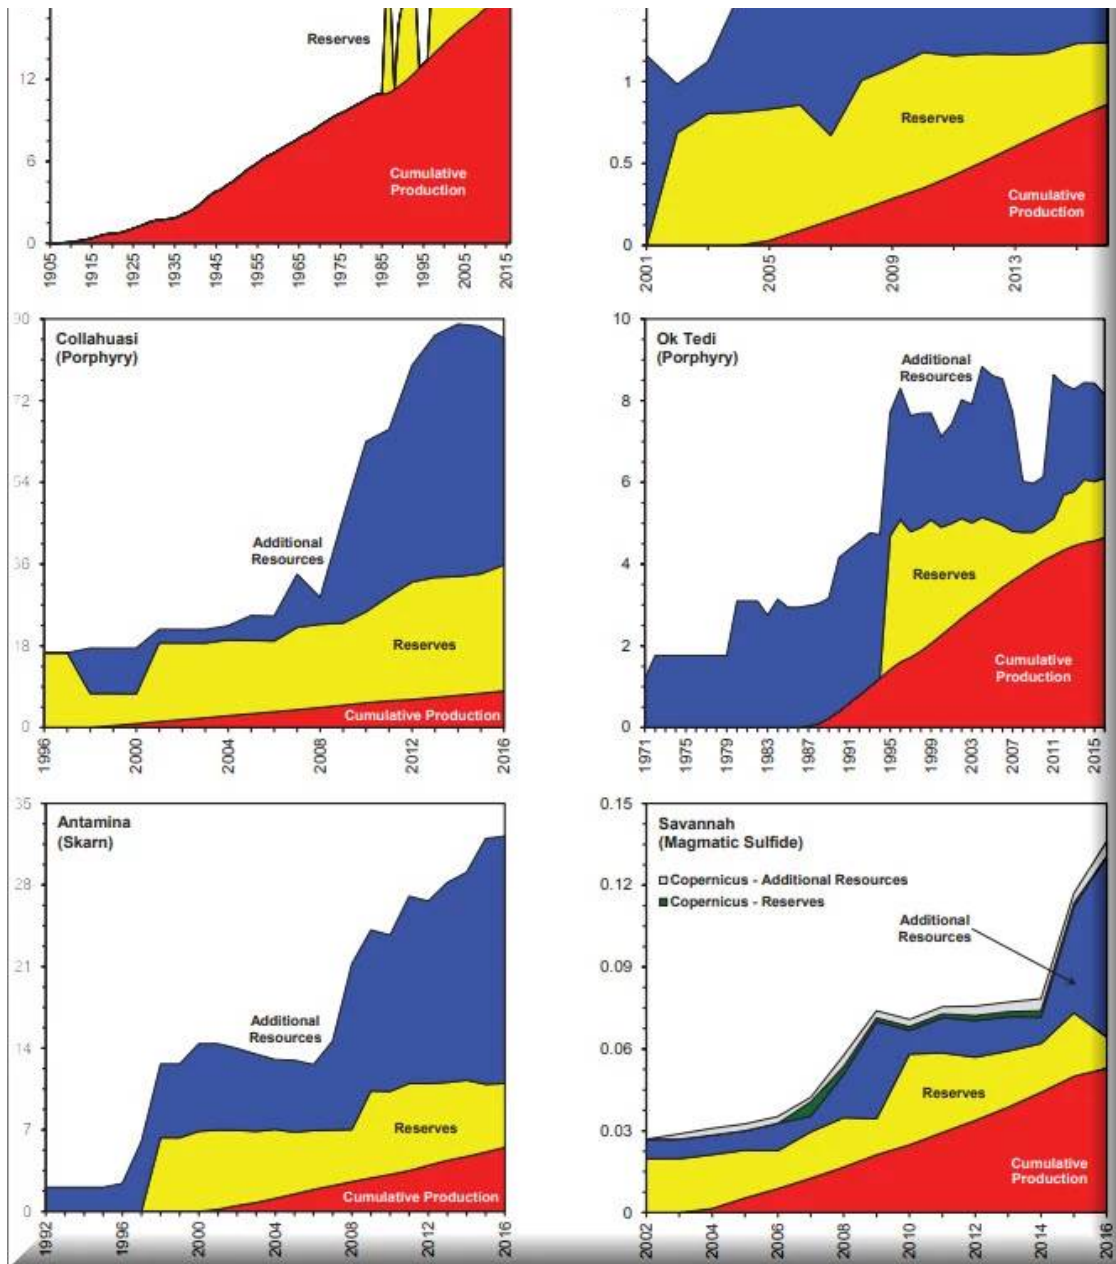 Reserves
12
6
0
Cumulative
Production
1905
1915
1925
1935
1945
1955
1965
1975
1985
1995
2005
2015
1
0.5
0
Reserves
Cumulative
Production
2001
2005
2009
2013
90
72
54
36
18
0
Collahuasi
(Porphyry)
Additional
Resources
Reserves
Cumulative Production
1996
2000
2004
2008
2012
2016
10
8
6
4
2
0
Ok Tedi
(Porphyry)
Additional
Resources
Reserves
Cumulative
Production
1971
1975
1979
1983
1987
1991
1995
1999
2003
2007
2011
2015
35
28
21
14
7
0
Antamina
(Skarn)
Additional
Resources
Reserves
Cumulative Production
1992
1996
2000
2004
2008
2012
2016
0.15
0.12
0.09
0.06
0.03
0
Savannah
(Magmatic Sulfide)
Copernicus - Additional Resources
Copernicus - Reserves
Additional
Resources
Reserves
Cumulative
Production
2002
2004
2006
2008
2010
2012
2014
2016